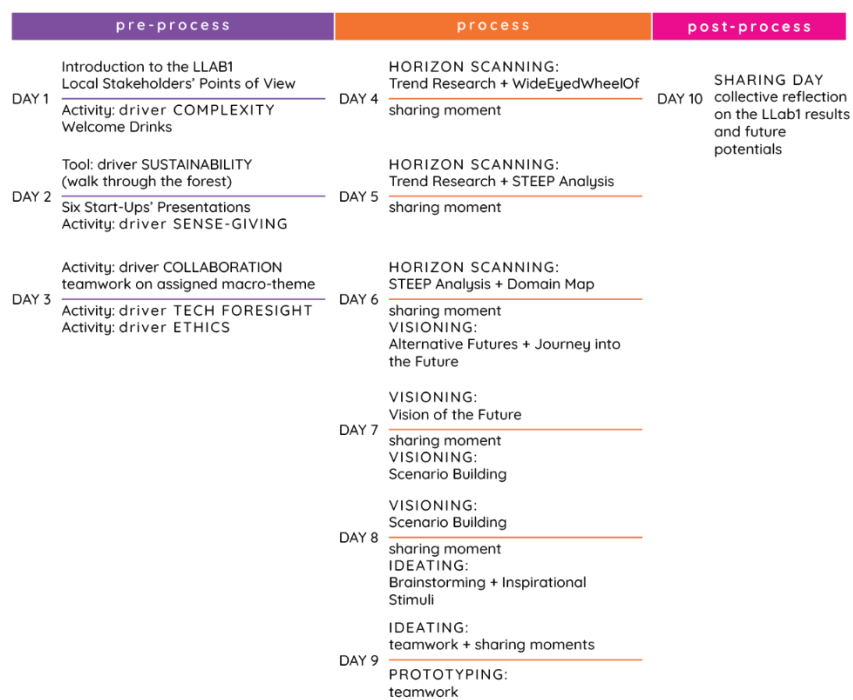 pre-process
process
post-process
DAY 1
Introduction to the LLAB1
Local Stakeholders' Points of View
Activity: driver COMPLEXITY
Welcome Drinks
DAY 2
Tool: driver SUSTAINABILITY
(walk through the forest)
Six Start-Ups' Presentations
Activity: driver SENSE-GIVING
DAY 3
Activity: driver COLLABORATION
teamwork on assigned macro-theme
Activity: driver TECH FORESIGHT
Activity: driver ETHICS
DAY 4
HORIZON SCANNING:
Trend Research + WideEyedWheelOf
sharing moment
DAY 5
HORIZON SCANNING:
Trend Research + STEEP Analysis
sharing moment
DAY 6
HORIZON SCANNING:
STEEP Analysis + Domain Map
sharing moment
VISIONING:
Alternative Futures + Journey into
the Future
DAY 7
VISIONING:
Vision of the Future
sharing moment
VISIONING:
Scenario Building
DAY 8
VISIONING:
Scenario Building
sharing moment
IDEATING:
Brainstorming + Inspirational
Stimuli
DAY 9
IDEATING:
teamwork + sharing moments
PROTOTYPING:
teamwork
DAY 10
SHARING DAY
collective reflection
on the LLab1 results
and future
potentials